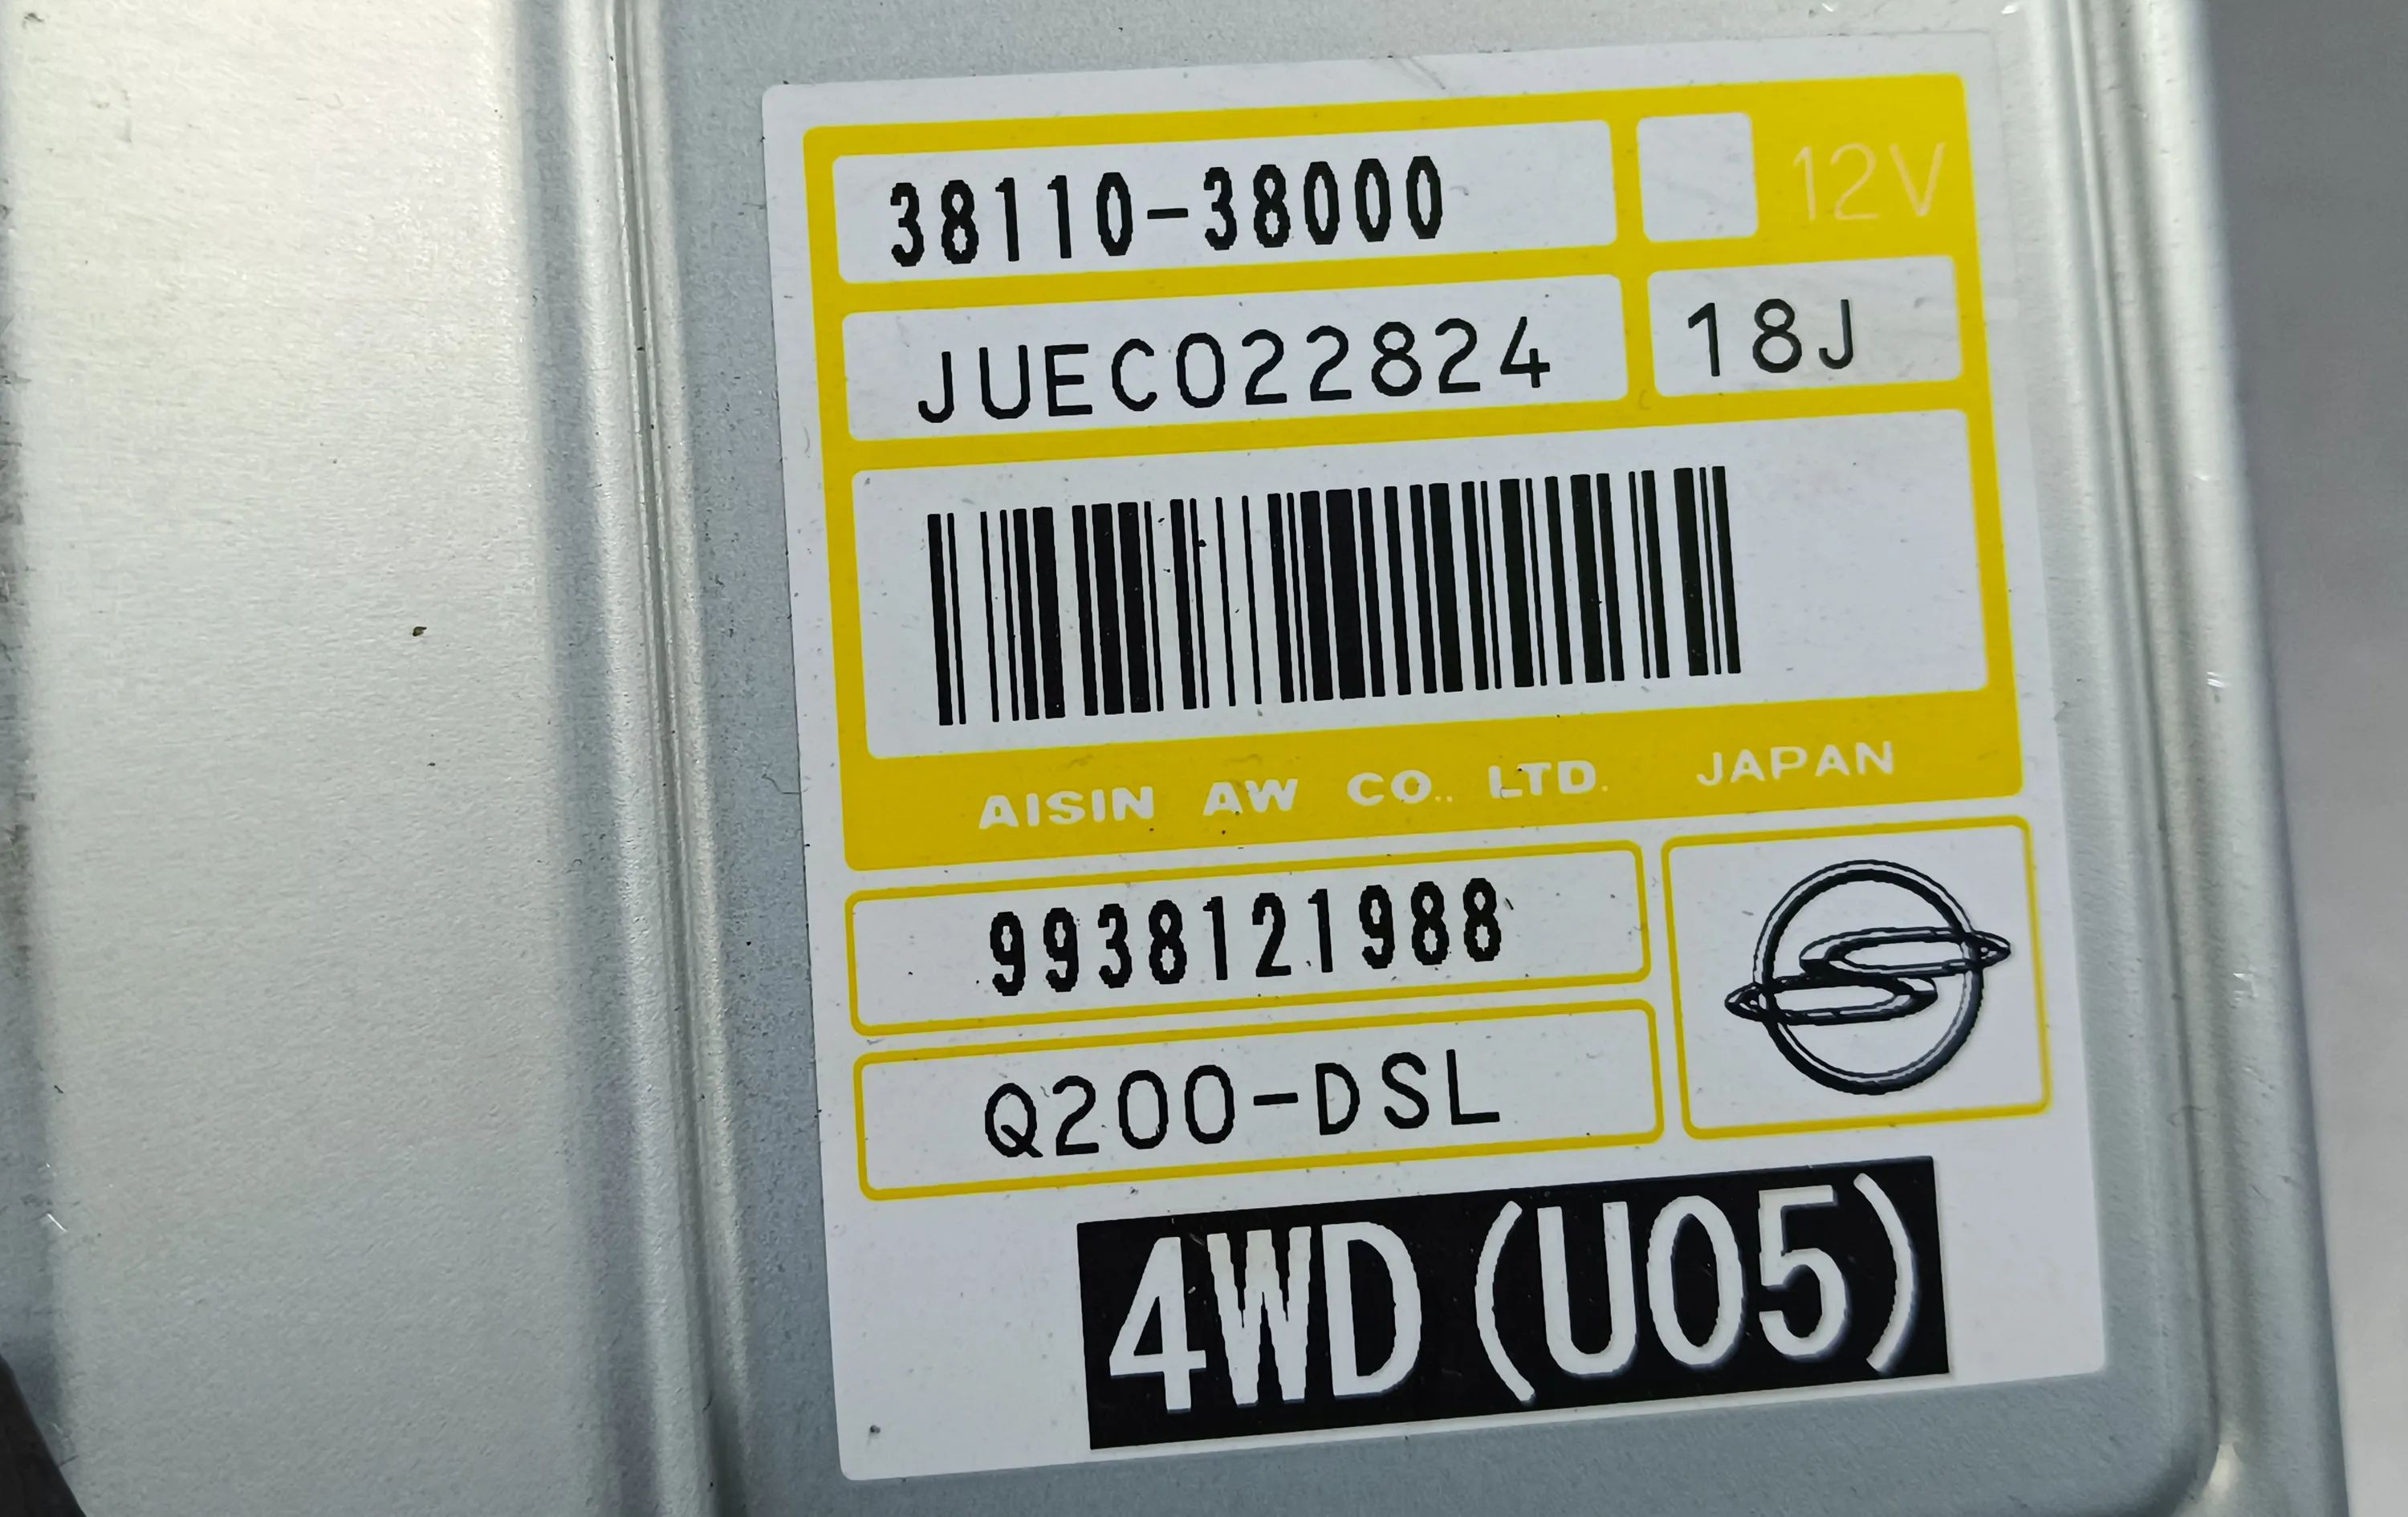 38110-38000
12V
JUEC022824
18J
AISIN AW CO., LTD. JAPAN
9938121988
Q200-DSL
4WD(U05)